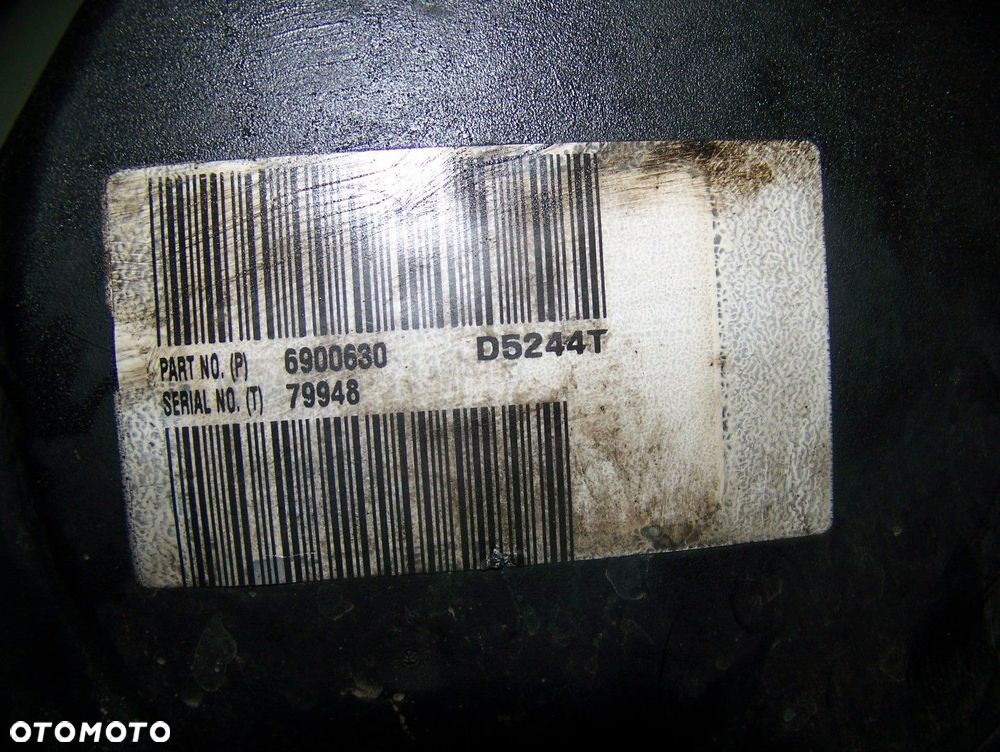 PART NO. (P) 6900630 D5244T
SERIAL NO. (T) 79948
OTOMOTO